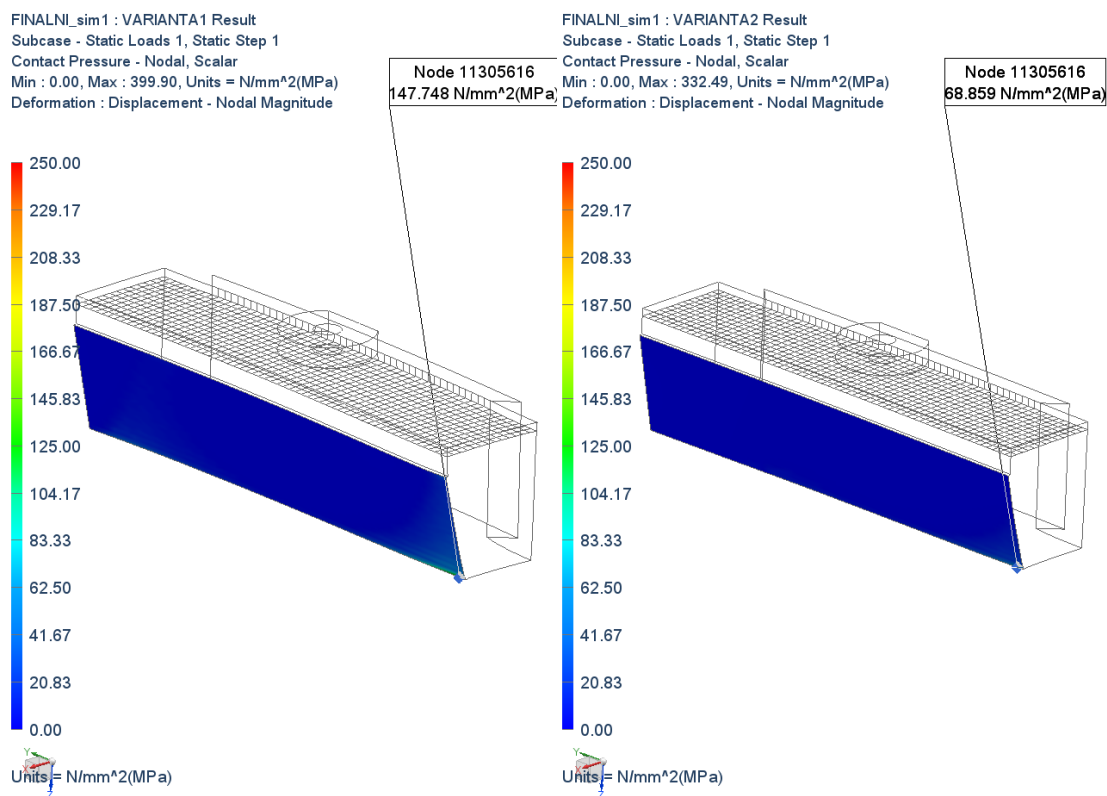 FINALNI_sim1 : VARIANTA1 Result
Subcase - Static Loads 1, Static Step 1
Contact Pressure - Nodal, Scalar
Min : 0.00, Max : 399.90, Units = N/mm^2(MPa)
Deformation : Displacement - Nodal Magnitude
Node 11305616
147.748 N/mm^2(MPa)
250.00
229.17
208.33
187.50
166.67
145.83
125.00
104.17
83.33
62.50
41.67
20.83
0.00
Y
X
Z
Units = N/mm^2(MPa)
FINALNI_sim1 : VARIANTA2 Result
Subcase - Static Loads 1, Static Step 1
Contact Pressure - Nodal, Scalar
Min : 0.00, Max : 332.49, Units = N/mm^2(MPa)
Deformation : Displacement - Nodal Magnitude
Node 11305616
68.859 N/mm^2(MPa)
250.00
229.17
208.33
187.50
166.67
145.83
125.00
104.17
83.33
62.50
41.67
20.83
0.00
Y
X
Z
Units = N/mm^2(MPa)